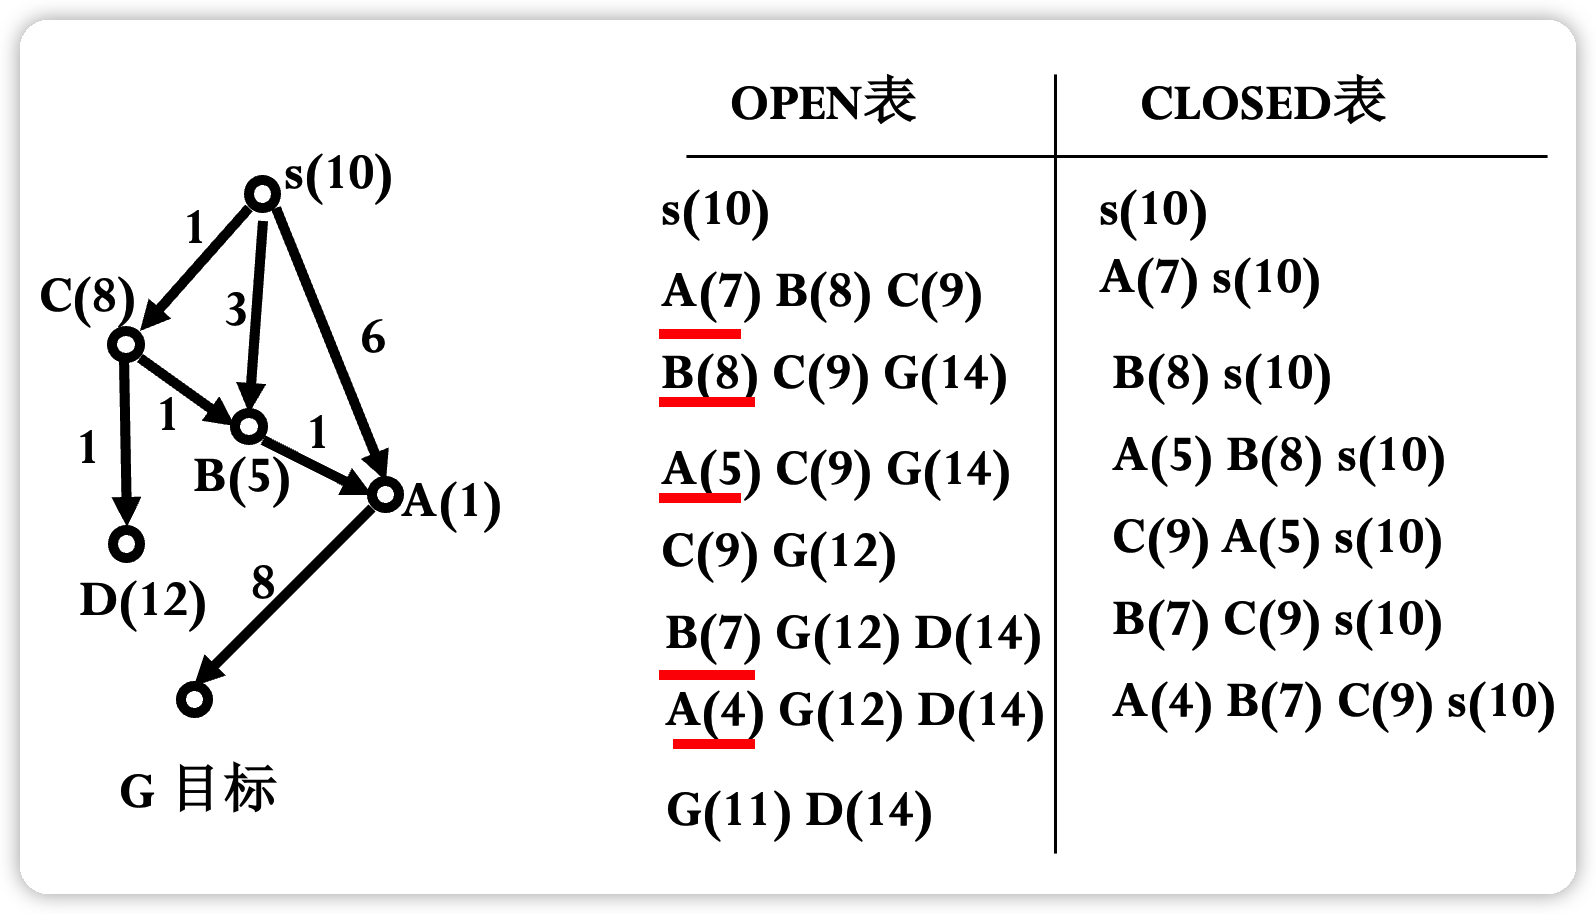 s(10)
1
C(8)
3
6
1
1
1
B(5)
A(1)
D(12)
8
G 目标
OPEN表 CLOSED表
s(10) s(10)
A(7) B(8) C(9) A(7) s(10)
B(8) C(9) G(14) B(8) s(10)
A(5) C(9) G(14) A(5) B(8) s(10)
C(9) G(12) C(9) A(5) s(10)
B(7) G(12) D(14) B(7) C(9) s(10)
A(4) G(12) D(14) A(4) B(7) C(9) s(10)
G(11) D(14)